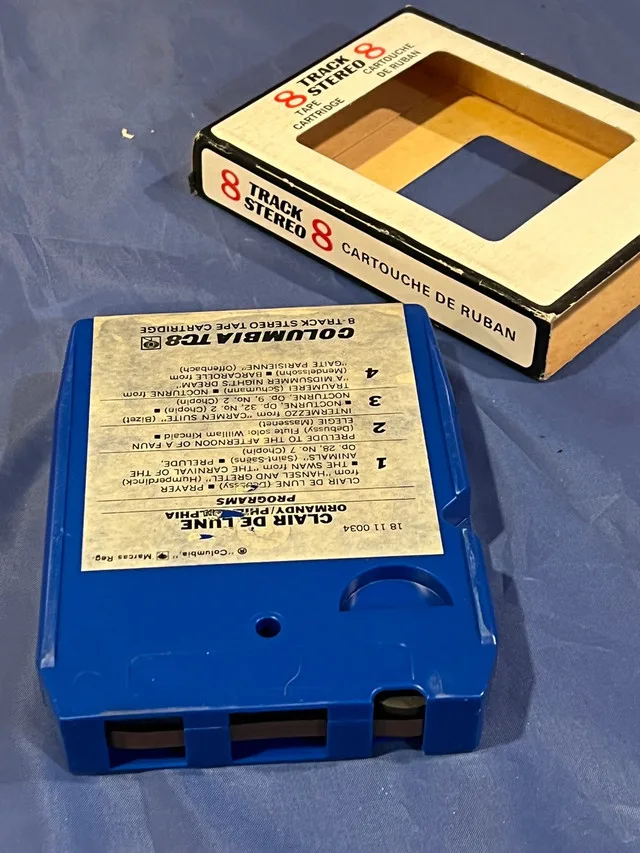 8 TRACK STEREO 8
TAPE CARTRIDGE
CARTOUCHE DE RUBAN
8 TRACK STEREO 8 CARTOUCHE DE RUBAN
® "Columbia," Marcas Reg.
18 11 0034
CLAIR DE LUNE
ORMANDY/PHILADELPHIA
PROGRAMS
1 CLAIR DE LUNE (Debussy) ■ PRAYER
from "HANSEL AND GRETEL" (Humperdinck)
■ THE SWAN from "THE CARNIVAL OF THE
ANIMALS" (Saint-Saëns) ■ PRELUDE,
Op. 28, No. 7 (Chopin)
2 PRELUDE TO THE AFTERNOON OF A FAUN
(Debussy) Flute solo: William Kincaid ■
ELEGIE (Massenet)
3 INTERMEZZO from "CARMEN SUITE" (Bizet)
■ NOCTURNE, Op. 32, No. 2 (Chopin) ■
NOCTURNE, Op. 9, No. 2 (Chopin)
4 TRAUMEREI (Schumann) ■ NOCTURNE from
"A MIDSUMMER NIGHT'S DREAM"
(Mendelssohn) ■ BARCAROLLE from
"GAITE PARISIENNE" (Offenbach)
COLUMBIA TC8
8-TRACK STEREO TAPE CARTRIDGE